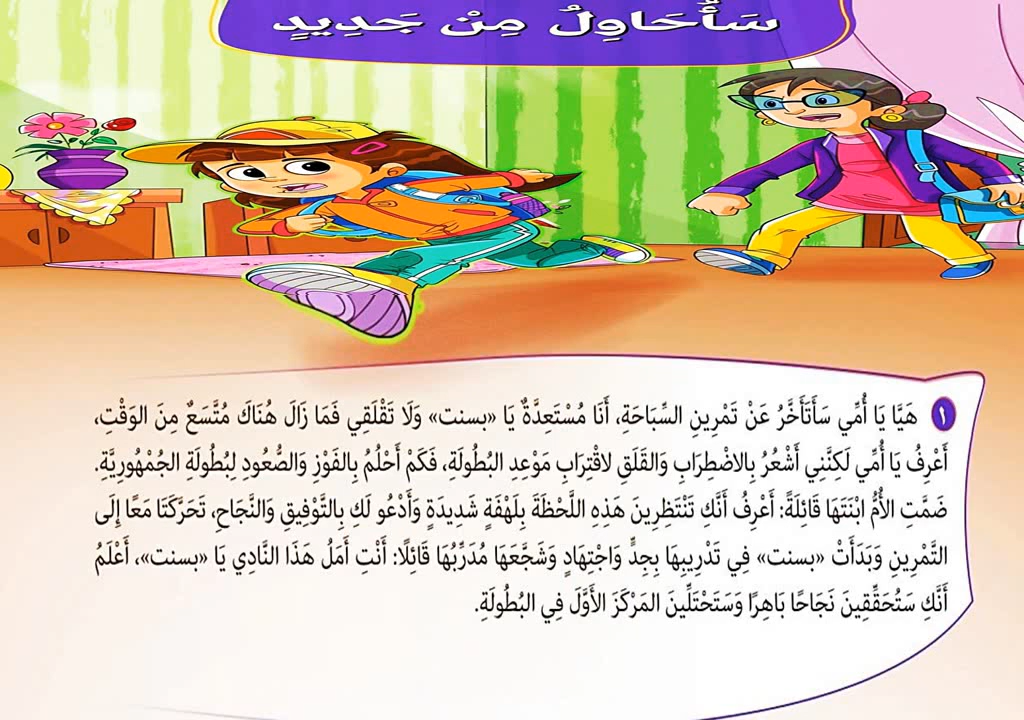 سَأُحَاوِلُ مِنْ جَدِيدٍ
١ هَيَّا يَا أُمِّي سَأَتَأَخَّرُ عَنْ تَمْرِينِ السِّبَاحَةِ، أَنَا مُسْتَعِدَّةٌ يَا «بسنت» وَلَا تَقْلَقِي فَمَا زَالَ هُنَاكَ مُتَّسَعٌ مِنَ الوَقْتِ،
أَعْرِفُ يَا أُمِّي لَكِنَّنِي أَشْعُرُ بِالاضْطِرَابِ وَالقَلَقِ لاقْتِرَابِ مَوْعِدِ البُطُولَةِ، فَكَمْ أَحْلُمُ بِالفَوْزِ وَالصُّعُودِ لِبُطُولَةِ الجُمْهُورِيَّةِ.
ضَمَّتِ الأُمُّ ابْنَتَهَا قَائِلَةً: أَعْرِفُ أَنَّكِ تَنْتَظِرِينَ هَذِهِ اللَّحْظَةَ بِلَهْفَةٍ شَدِيدَةٍ وَأَدْعُو لَكِ بِالتَّوْفِيقِ وَالنَّجَاحِ، تَحَرَّكَتَا مَعًا إِلَى
التَّمْرِينِ وَبَدَأَتْ «بسنت» فِي تَدْرِيبِهَا بِجِدٍّ وَاجْتِهَادٍ وَشَجَّعَهَا مُدَرِّبُهَا قَائِلًا: أَنْتِ أَمَلُ هَذَا النَّادِي يَا «بسنت»، أَعْلَمُ
أَنَّكِ سَتُحَقِّقِينَ نَجَاحًا بَاهِرًا وَسَتَحْتَلِّينَ المَرْكَزَ الأَوَّلَ فِي البُطُولَةِ.